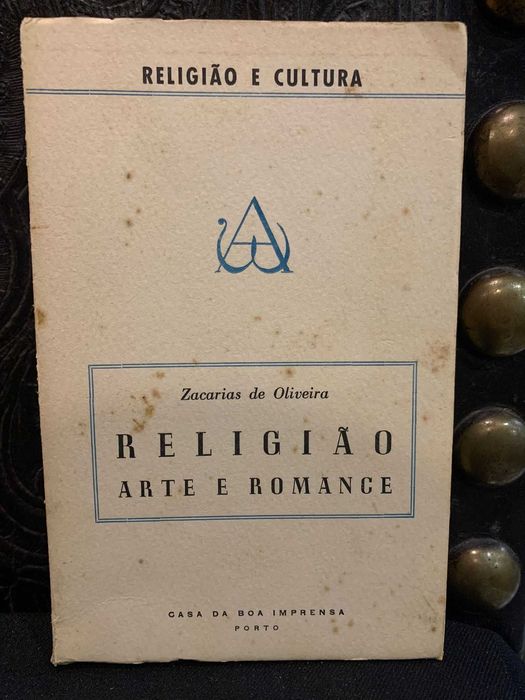 RELIGIÃO E CULTURA
Zacarias de Oliveira
RELIGIÃO
ARTE E ROMANCE
CASA DA BOA IMPRENSA
PORTO